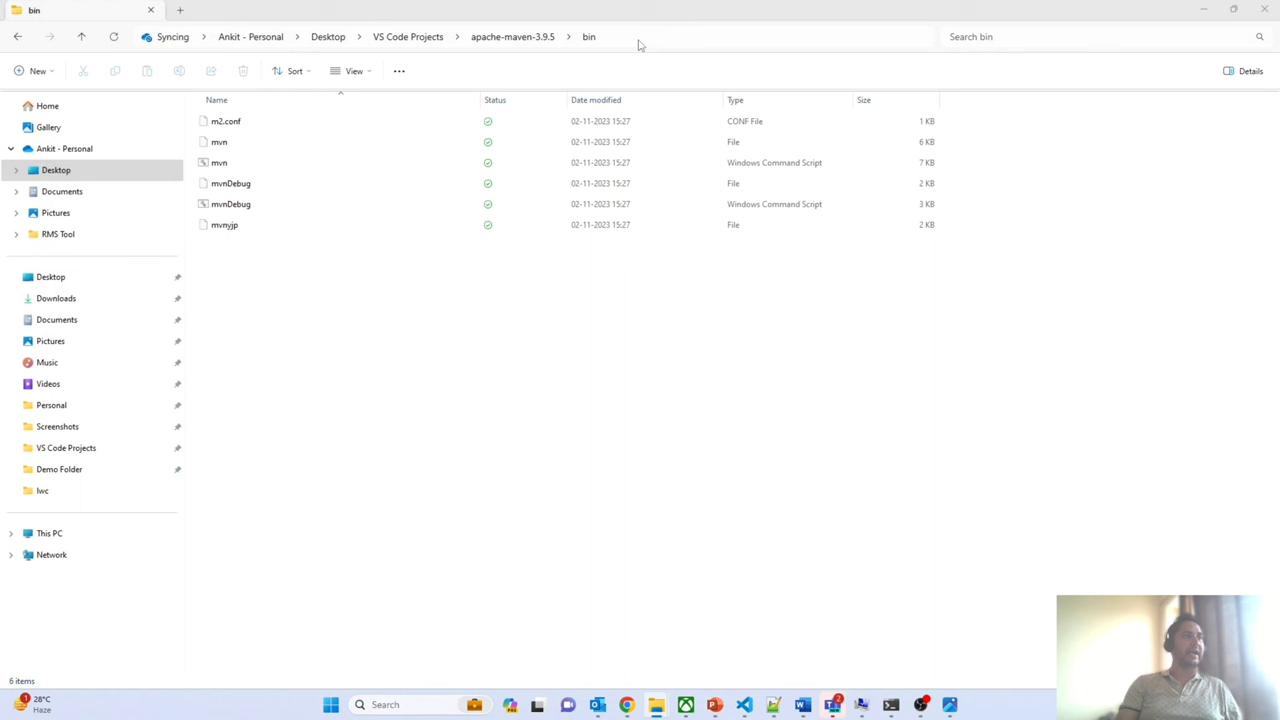 bin
Syncing Ankit - Personal Desktop VS Code Projects apache-maven-3.9.5 bin Search bin
New Sort View Details
Name Status Date modified Type Size
m2.conf 02-11-2023 15:27 CONF File 1 KB
mvn 02-11-2023 15:27 File 6 KB
mvn 02-11-2023 15:27 Windows Command Script 7 KB
mvnDebug 02-11-2023 15:27 File 2 KB
mvnDebug 02-11-2023 15:27 Windows Command Script 3 KB
mvnyjp 02-11-2023 15:27 File 2 KB
Home
Gallery
Ankit - Personal
Desktop
Documents
Pictures
RMS Tool
Desktop
Downloads
Documents
Pictures
Music
Videos
Personal
Screenshots
VS Code Projects
Demo Folder
lwc
This PC
Network
6 items
1 28°C
Haze
Search
2